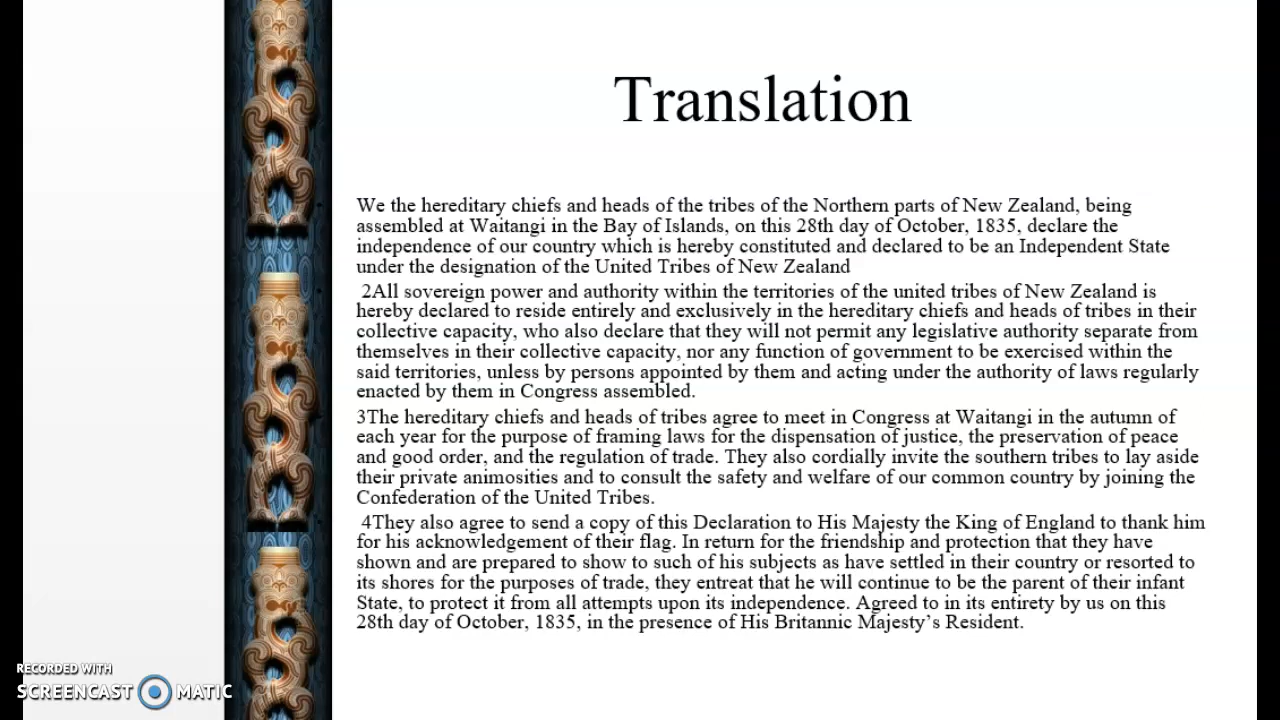 Translation
We the hereditary chiefs and heads of the tribes of the Northern parts of New Zealand, being
assembled at Waitangi in the Bay of Islands, on this 28th day of October, 1835, declare the
independence of our country which is hereby constituted and declared to be an Independent State
under the designation of the United Tribes of New Zealand
2All sovereign power and authority within the territories of the united tribes of New Zealand is
hereby declared to reside entirely and exclusively in the hereditary chiefs and heads of tribes in their
collective capacity, who also declare that they will not permit any legislative authority separate from
themselves in their collective capacity, nor any function of government to be exercised within the
said territories, unless by persons appointed by them and acting under the authority of laws regularly
enacted by them in Congress assembled.
3The hereditary chiefs and heads of tribes agree to meet in Congress at Waitangi in the autumn of
each year for the purpose of framing laws for the dispensation of justice, the preservation of peace
and good order, and the regulation of trade. They also cordially invite the southern tribes to lay aside
their private animosities and to consult the safety and welfare of our common country by joining the
Confederation of the United Tribes.
4They also agree to send a copy of this Declaration to His Majesty the King of England to thank him
for his acknowledgement of their flag. In return for the friendship and protection that they have
shown and are prepared to show to such of his subjects as have settled in their country or resorted to
its shores for the purposes of trade, they entreat that he will continue to be the parent of their infant
State, to protect it from all attempts upon its independence. Agreed to in its entirety by us on this
28th day of October, 1835, in the presence of His Britannic Majesty’s Resident.
RECORDED WITH
SCREENCAST MATIC